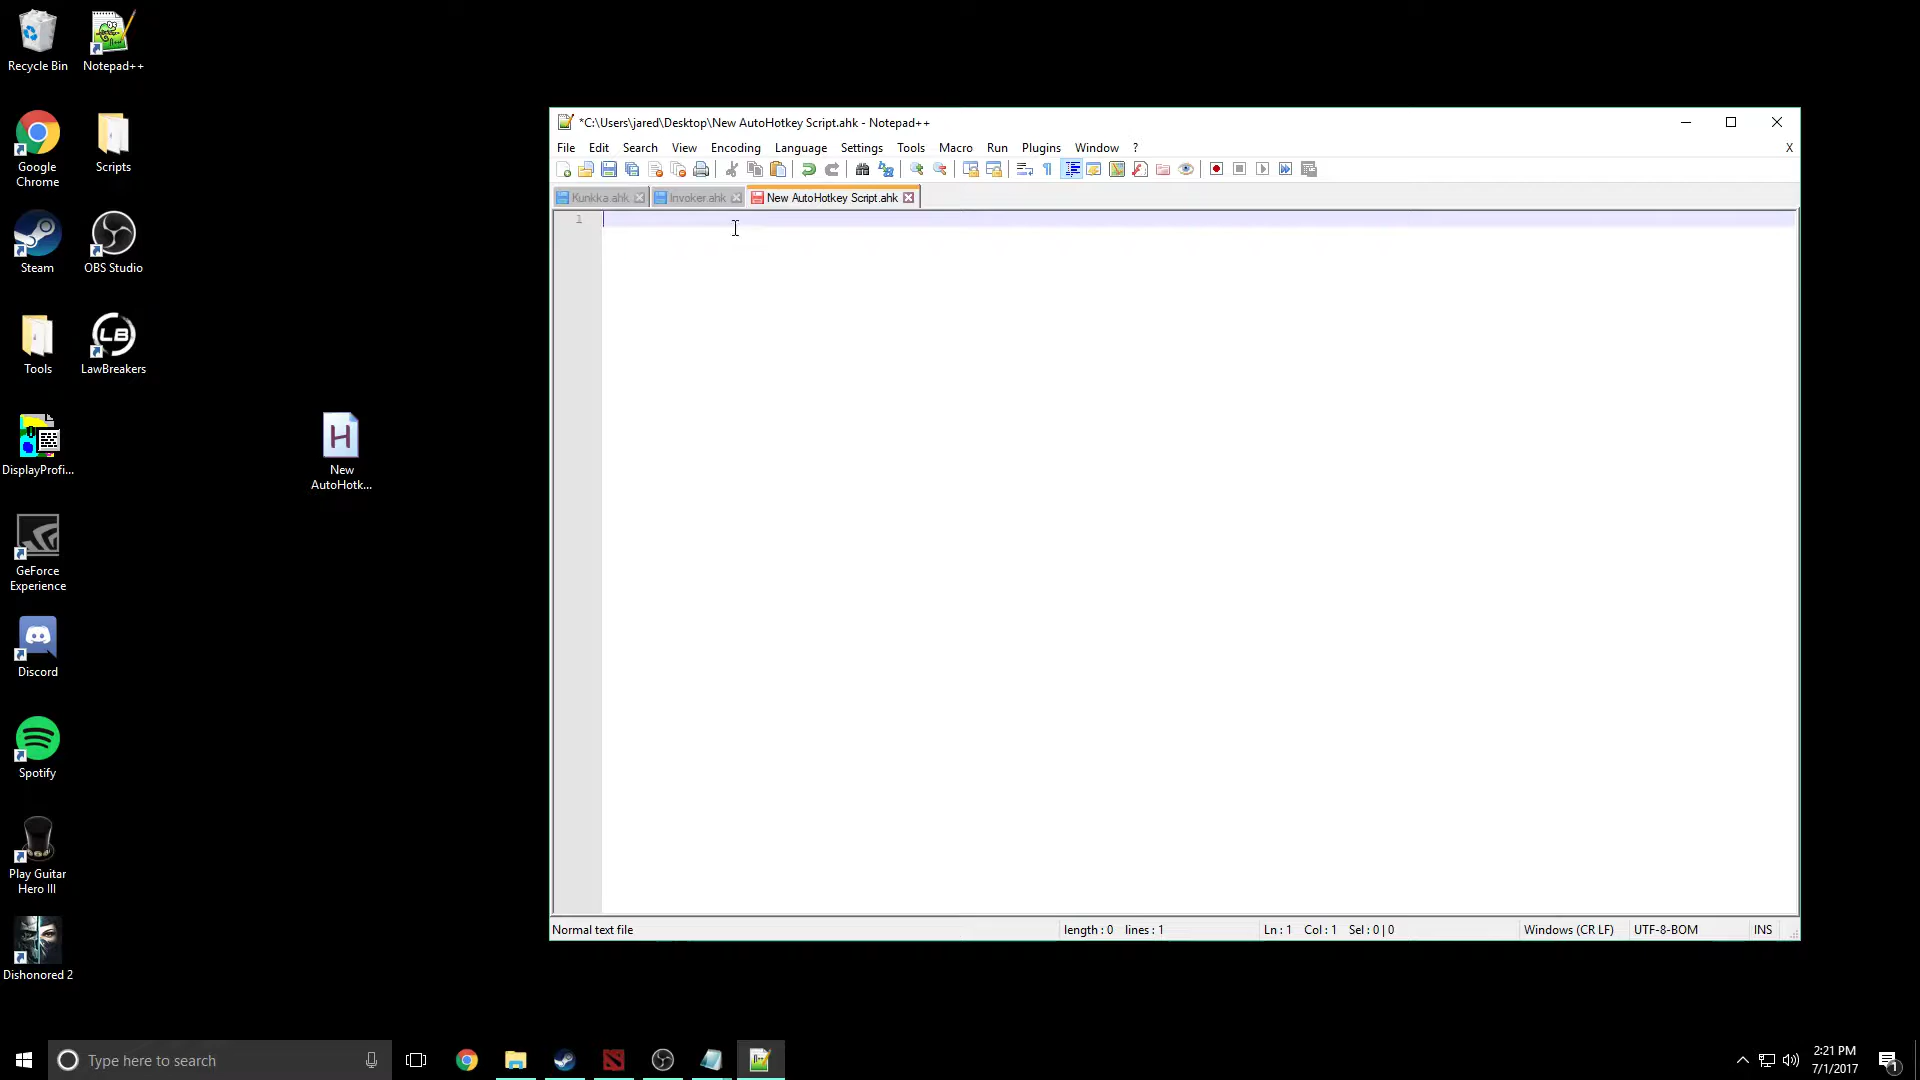 Recycle Bin
Notepad++
Google
Chrome
Scripts
Steam
OBS Studio
Tools
LB
LawBreakers
DisplayProfi...
H
New
AutoHotk...
GeForce
Experience
Discord
Spotify
Play Guitar
Hero III
Dishonored 2
*C:\Users\jared\Desktop\New AutoHotkey Script.ahk - Notepad++
File Edit Search View Encoding Language Settings Tools Macro Run Plugins Window ? X
Kunkka.ahk Invoker.ahk New AutoHotkey Script.ahk
1
Normal text file length : 0 lines : 1 Ln : 1 Col : 1 Sel : 0 | 0 Windows (CR LF) UTF-8-BOM INS
Type here to search
2:21 PM
7/1/2017
1